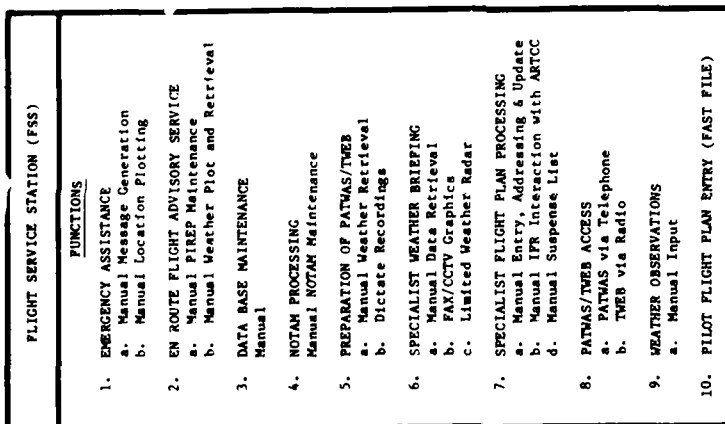 FLIGHT SERVICE STATION (FSS)
FUNCTIONS
1. EMERGENCY ASSISTANCE
a. Manual Message Generation
b. Manual Location Plotting
2. EN ROUTE FLIGHT ADVISORY SERVICE
a. Manual PIREP Maintenance
b. Manual Weather Plot and Retrieval
3. DATA BASE MAINTENANCE
Manual
4. NOTAM PROCESSING
Manual NOTAM Maintenance
5. PREPARATION OF PATWAS/TWEB
a. Manual Weather Retrieval
b. Dictate Recordings
6. SPECIALIST WEATHER BRIEFING
a. Manual Data Retrieval
b. FAX/CCTV Graphics
c. Limited Weather Radar
7. SPECIALIST FLIGHT PLAN PROCESSING
a. Manual Entry, Addressing & Update
b. Manual IFR Interaction with ARTCC
d. Manual Suspense List
8. PATWAS/TWEB ACCESS
a. PATWAS via Telephone
b. TWEB via Radio
9. WEATHER OBSERVATIONS
a. Manual Input
10. PILOT FLIGHT PLAN ENTRY (FAST FILE)